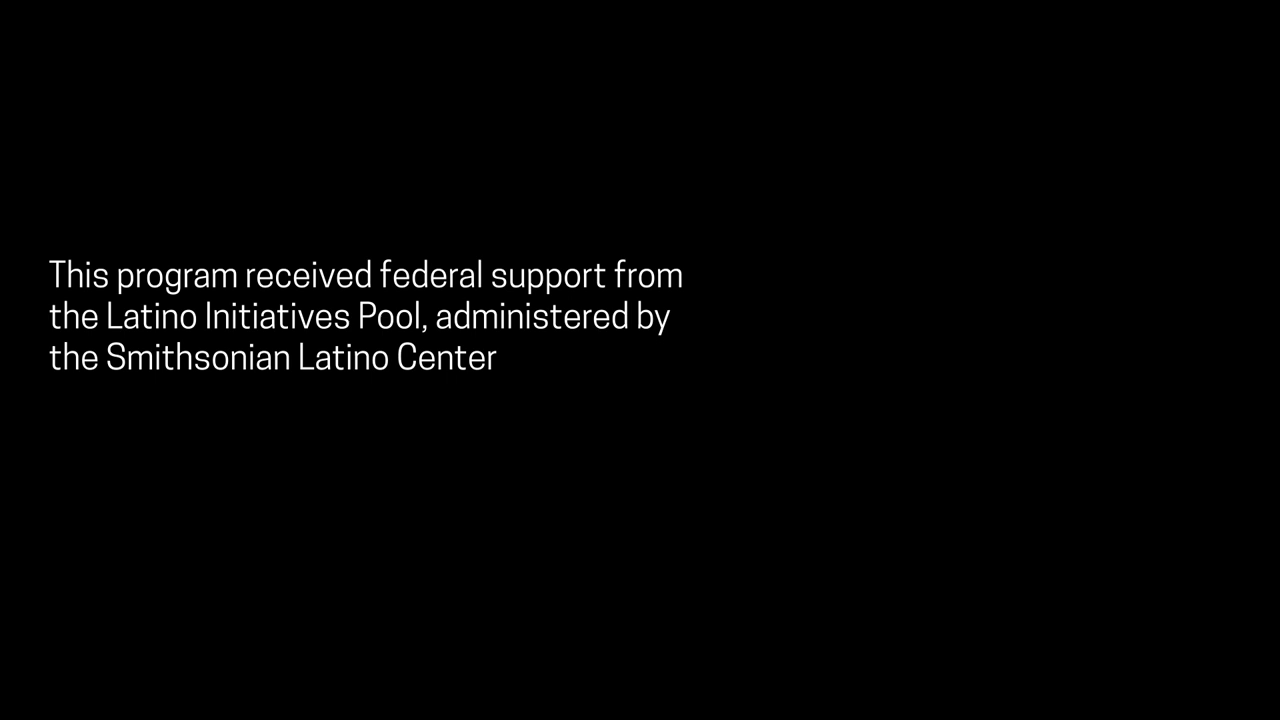 This program received federal support from
the Latino Initiatives Pool, administered by
the Smithsonian Latino Center